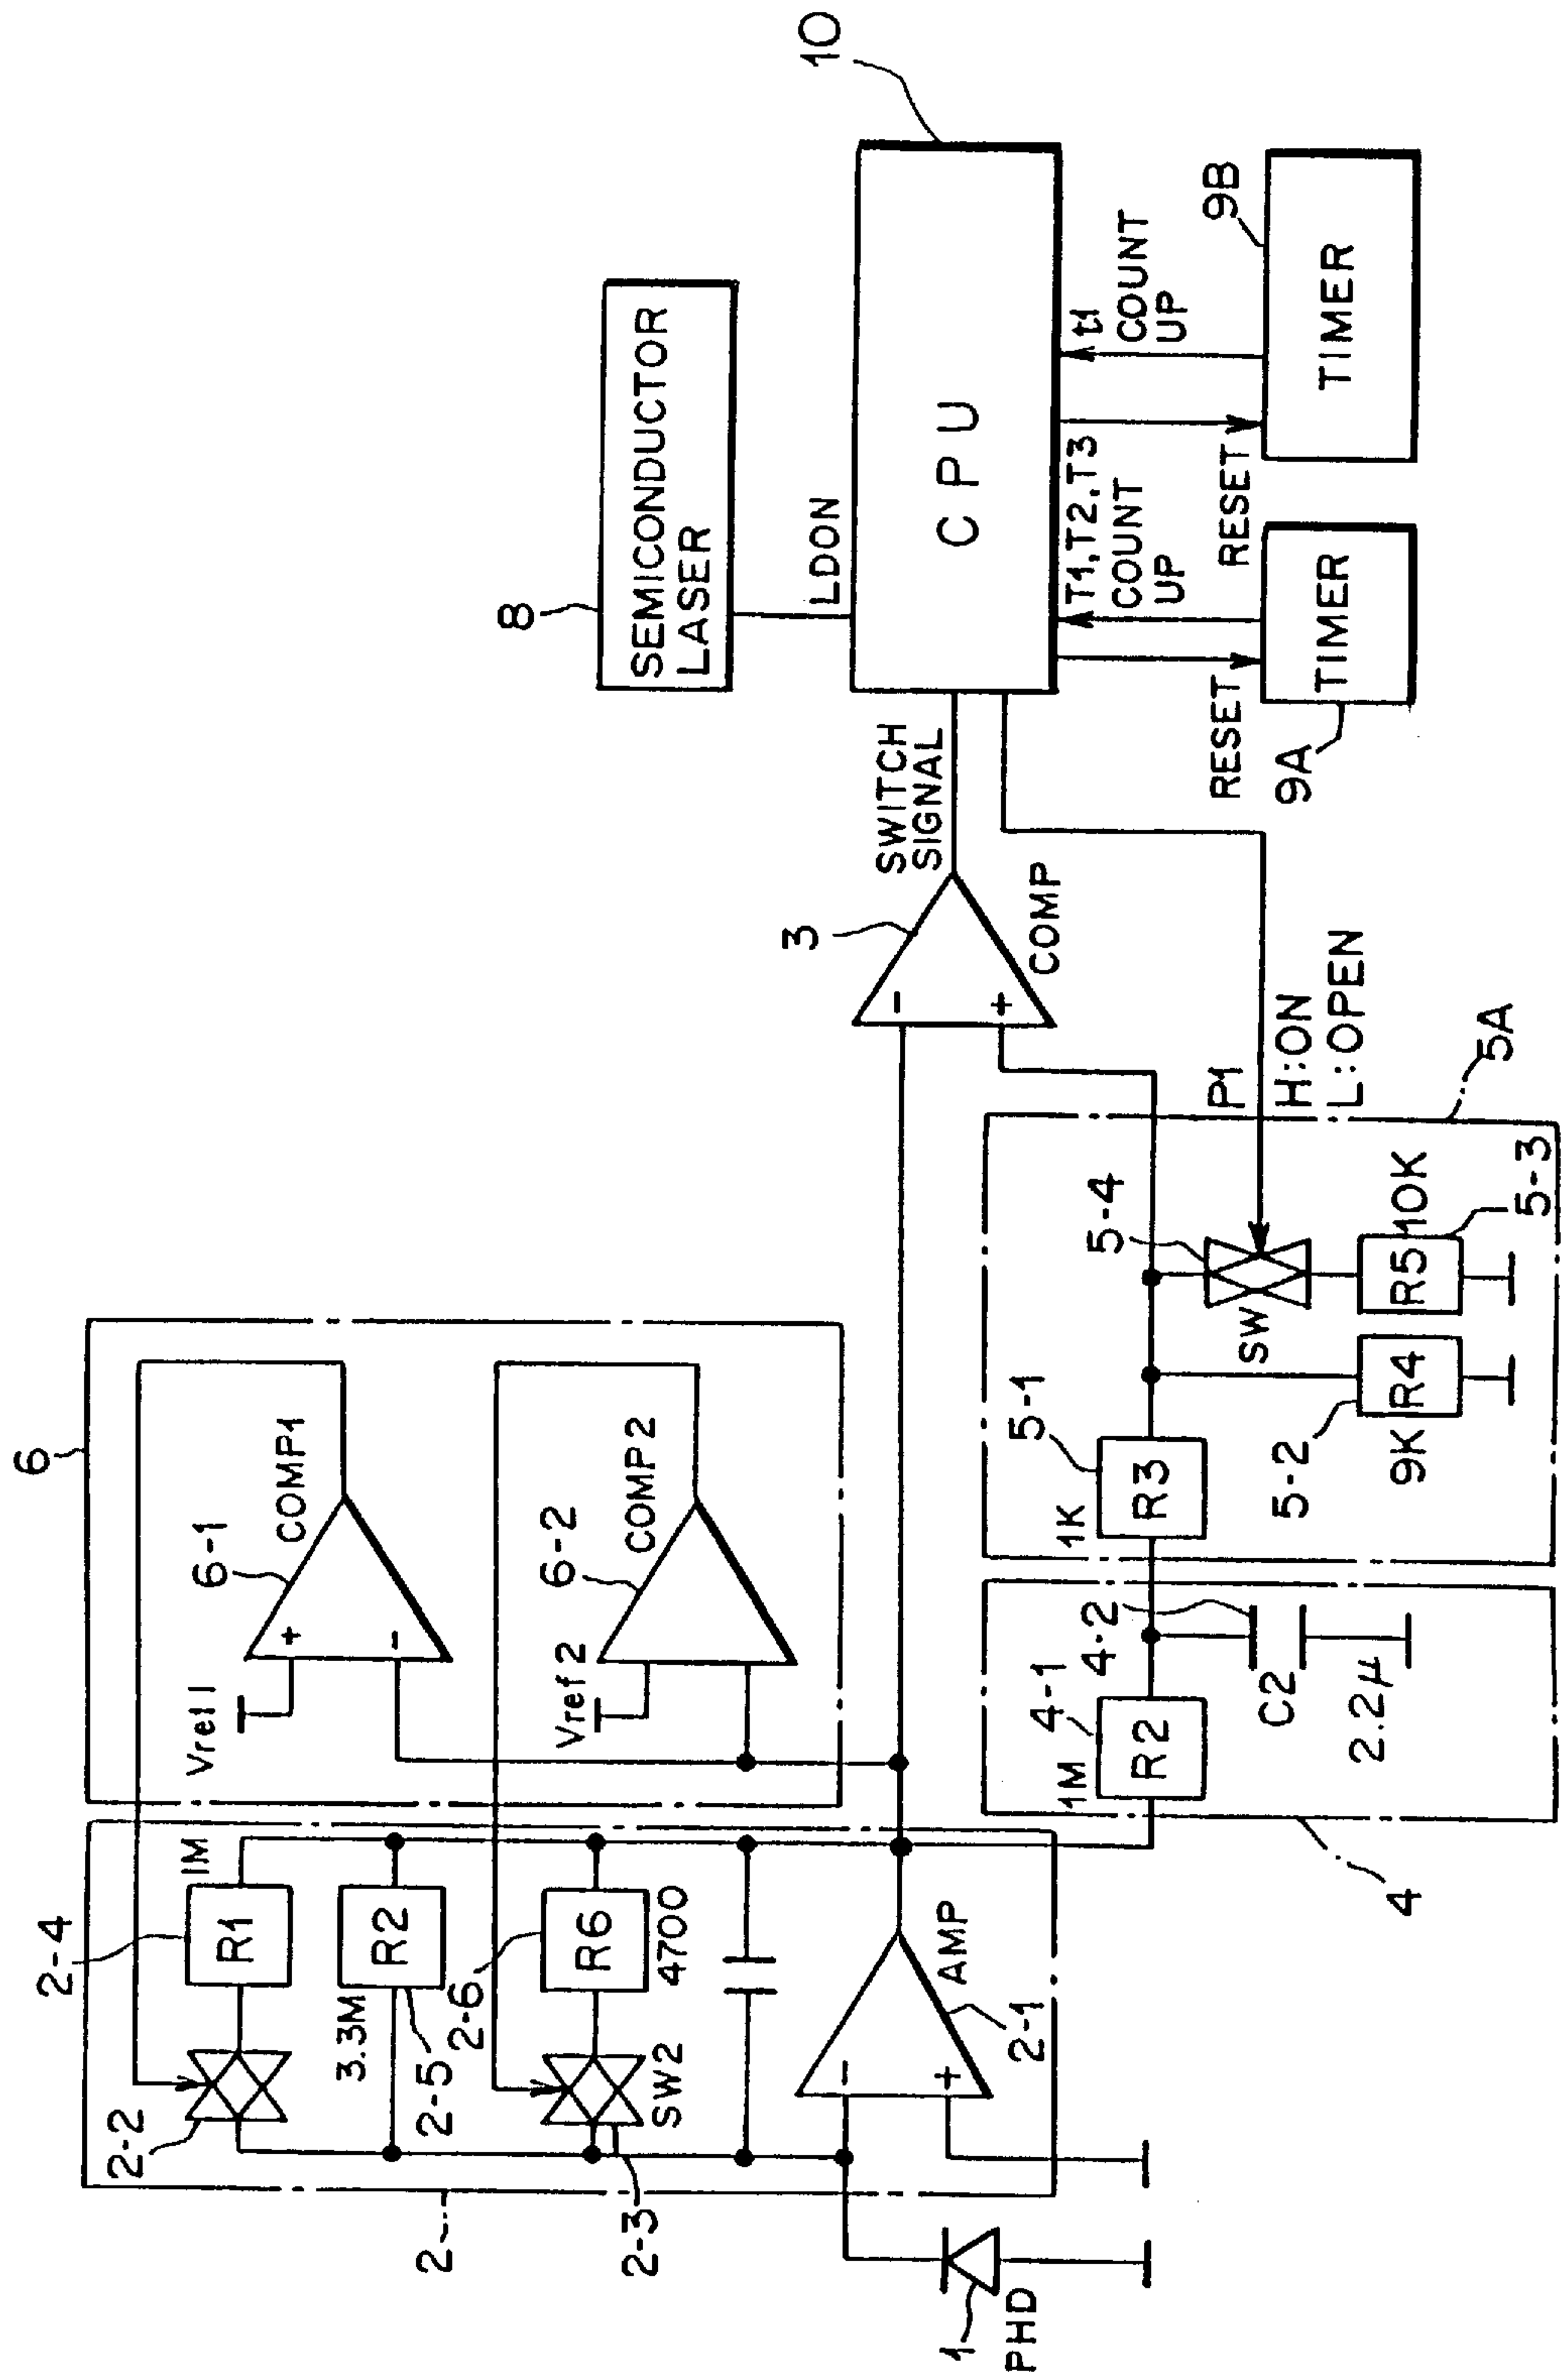 10
8
SEMICONDUCTOR
LASER
LDON
CPU
T1,T2,T3
COUNT
UP
t1
COUNT
UP
RESET
RESET
TIMER
9A
TIMER
9B
SWITCH
SIGNAL
3
-
+
COMP
P1
H:ON
L:OPEN
5A
6
6-1
COMP1
+
-
Vref1
6-2
COMP2
Vref2
5-1
1K
R3
5-4
SW
5-2
9K
R4
R5
10K
5-3
4-1
1M
R2
4-2
C2
2.2μ
4
2-4
1M
R1
2-2
3.3M
R2
2-5
2-6
R6
4700
SW2
2-3
2
-
+
AMP
2-1
1
PHD